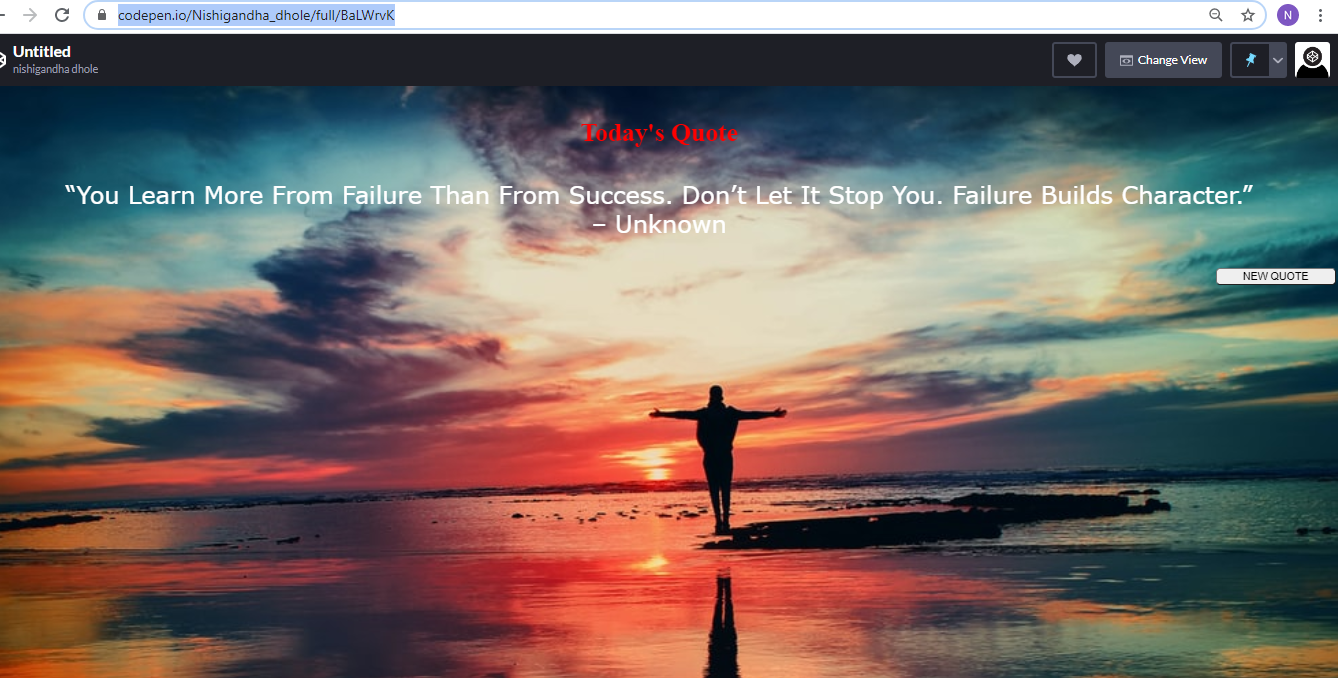 codepen.io/Nishigandha_dhole/full/BaLWrvK
N
Untitled
nishigandha dhole
Change View
Today's Quote
“You Learn More From Failure Than From Success. Don’t Let It Stop You. Failure Builds Character.”
– Unknown
NEW QUOTE